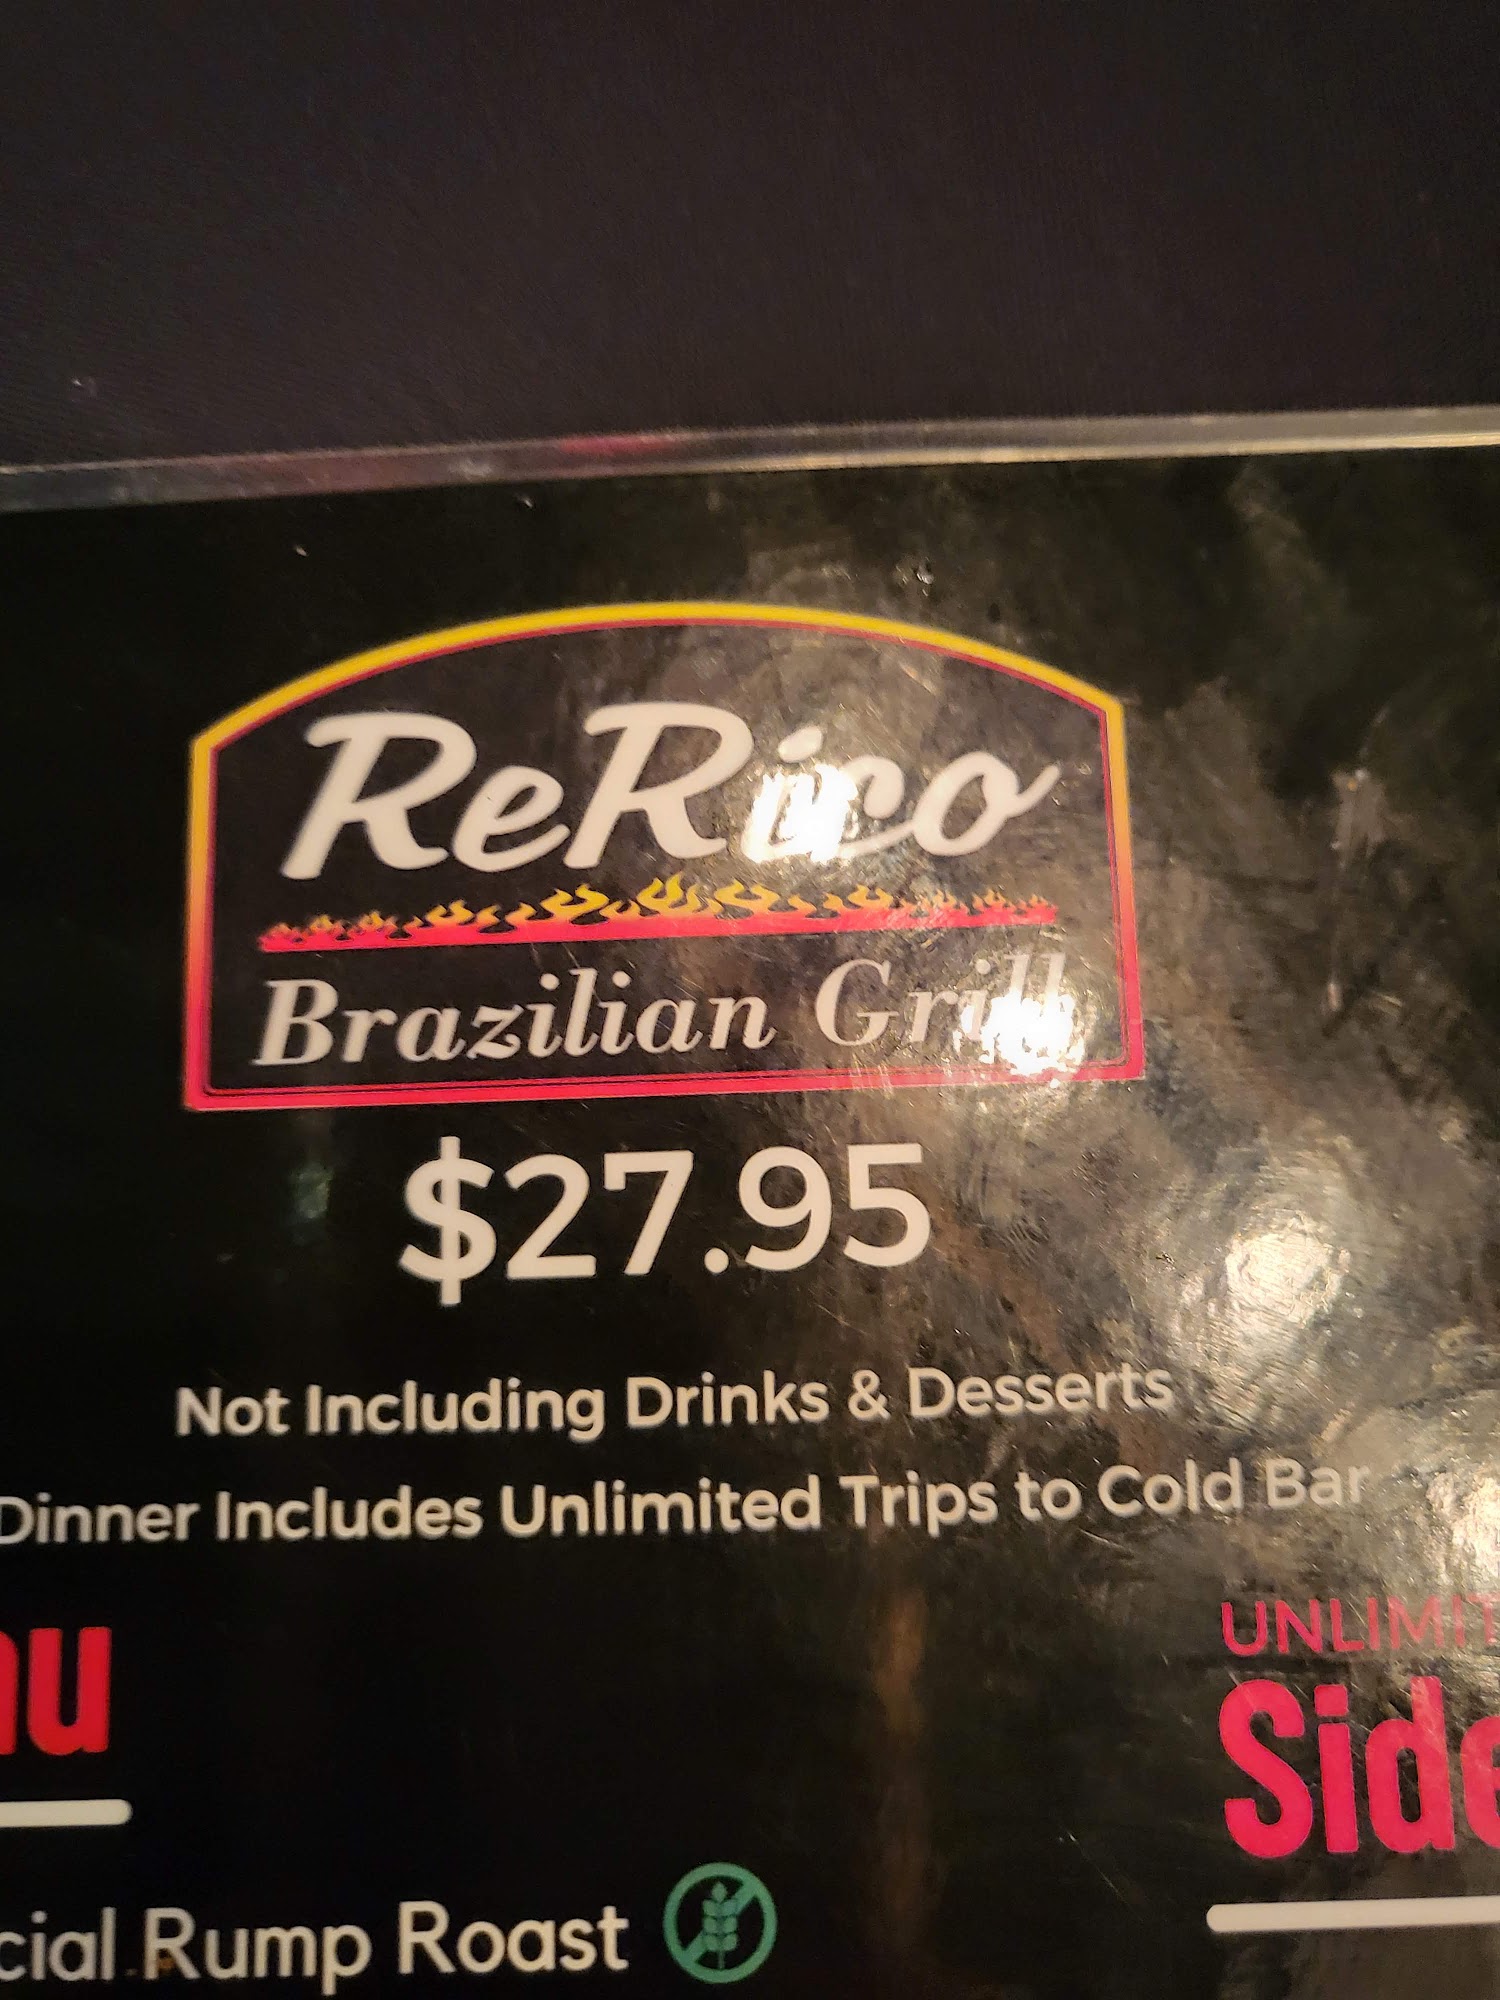 ReRico
Brazilian Grill
$27.95
Not Including Drinks & Desserts
Dinner Includes Unlimited Trips to Cold Bar
Rump Roast